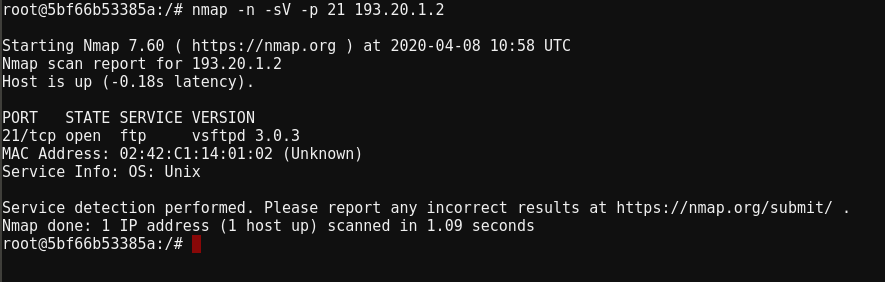 root@5bf66b53385a:/# nmap -n -sV -p 21 193.20.1.2
Starting Nmap 7.60 ( https://nmap.org ) at 2020-04-08 10:58 UTC
Nmap scan report for 193.20.1.2
Host is up (-0.18s latency).
PORT   STATE SERVICE VERSION
21/tcp open  ftp     vsftpd 3.0.3
MAC Address: 02:42:C1:14:01:02 (Unknown)
Service Info: OS: Unix
Service detection performed. Please report any incorrect results at https://nmap.org/submit/ .
Nmap done: 1 IP address (1 host up) scanned in 1.09 seconds
root@5bf66b53385a:/#